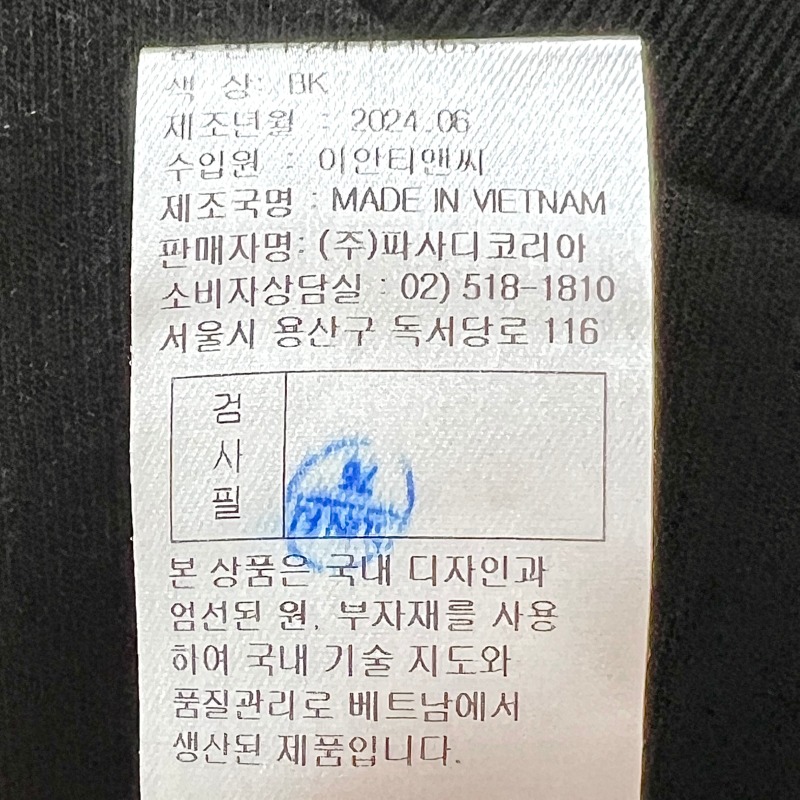 색 상: BK
제조년월 : 2024.06
수입원 : 이안티앤씨
제조국명 : MADE IN VIETNAM
판매자명: (주)파사디코리아
소비자상담실 : 02) 518-1810
서울시 용산구 독서당로 116
검
사
필
본 상품은 국내 디자인과
엄선된 원, 부자재를 사용
하여 국내 기술 지도와
품질관리로 베트남에서
생산된 제품입니다.